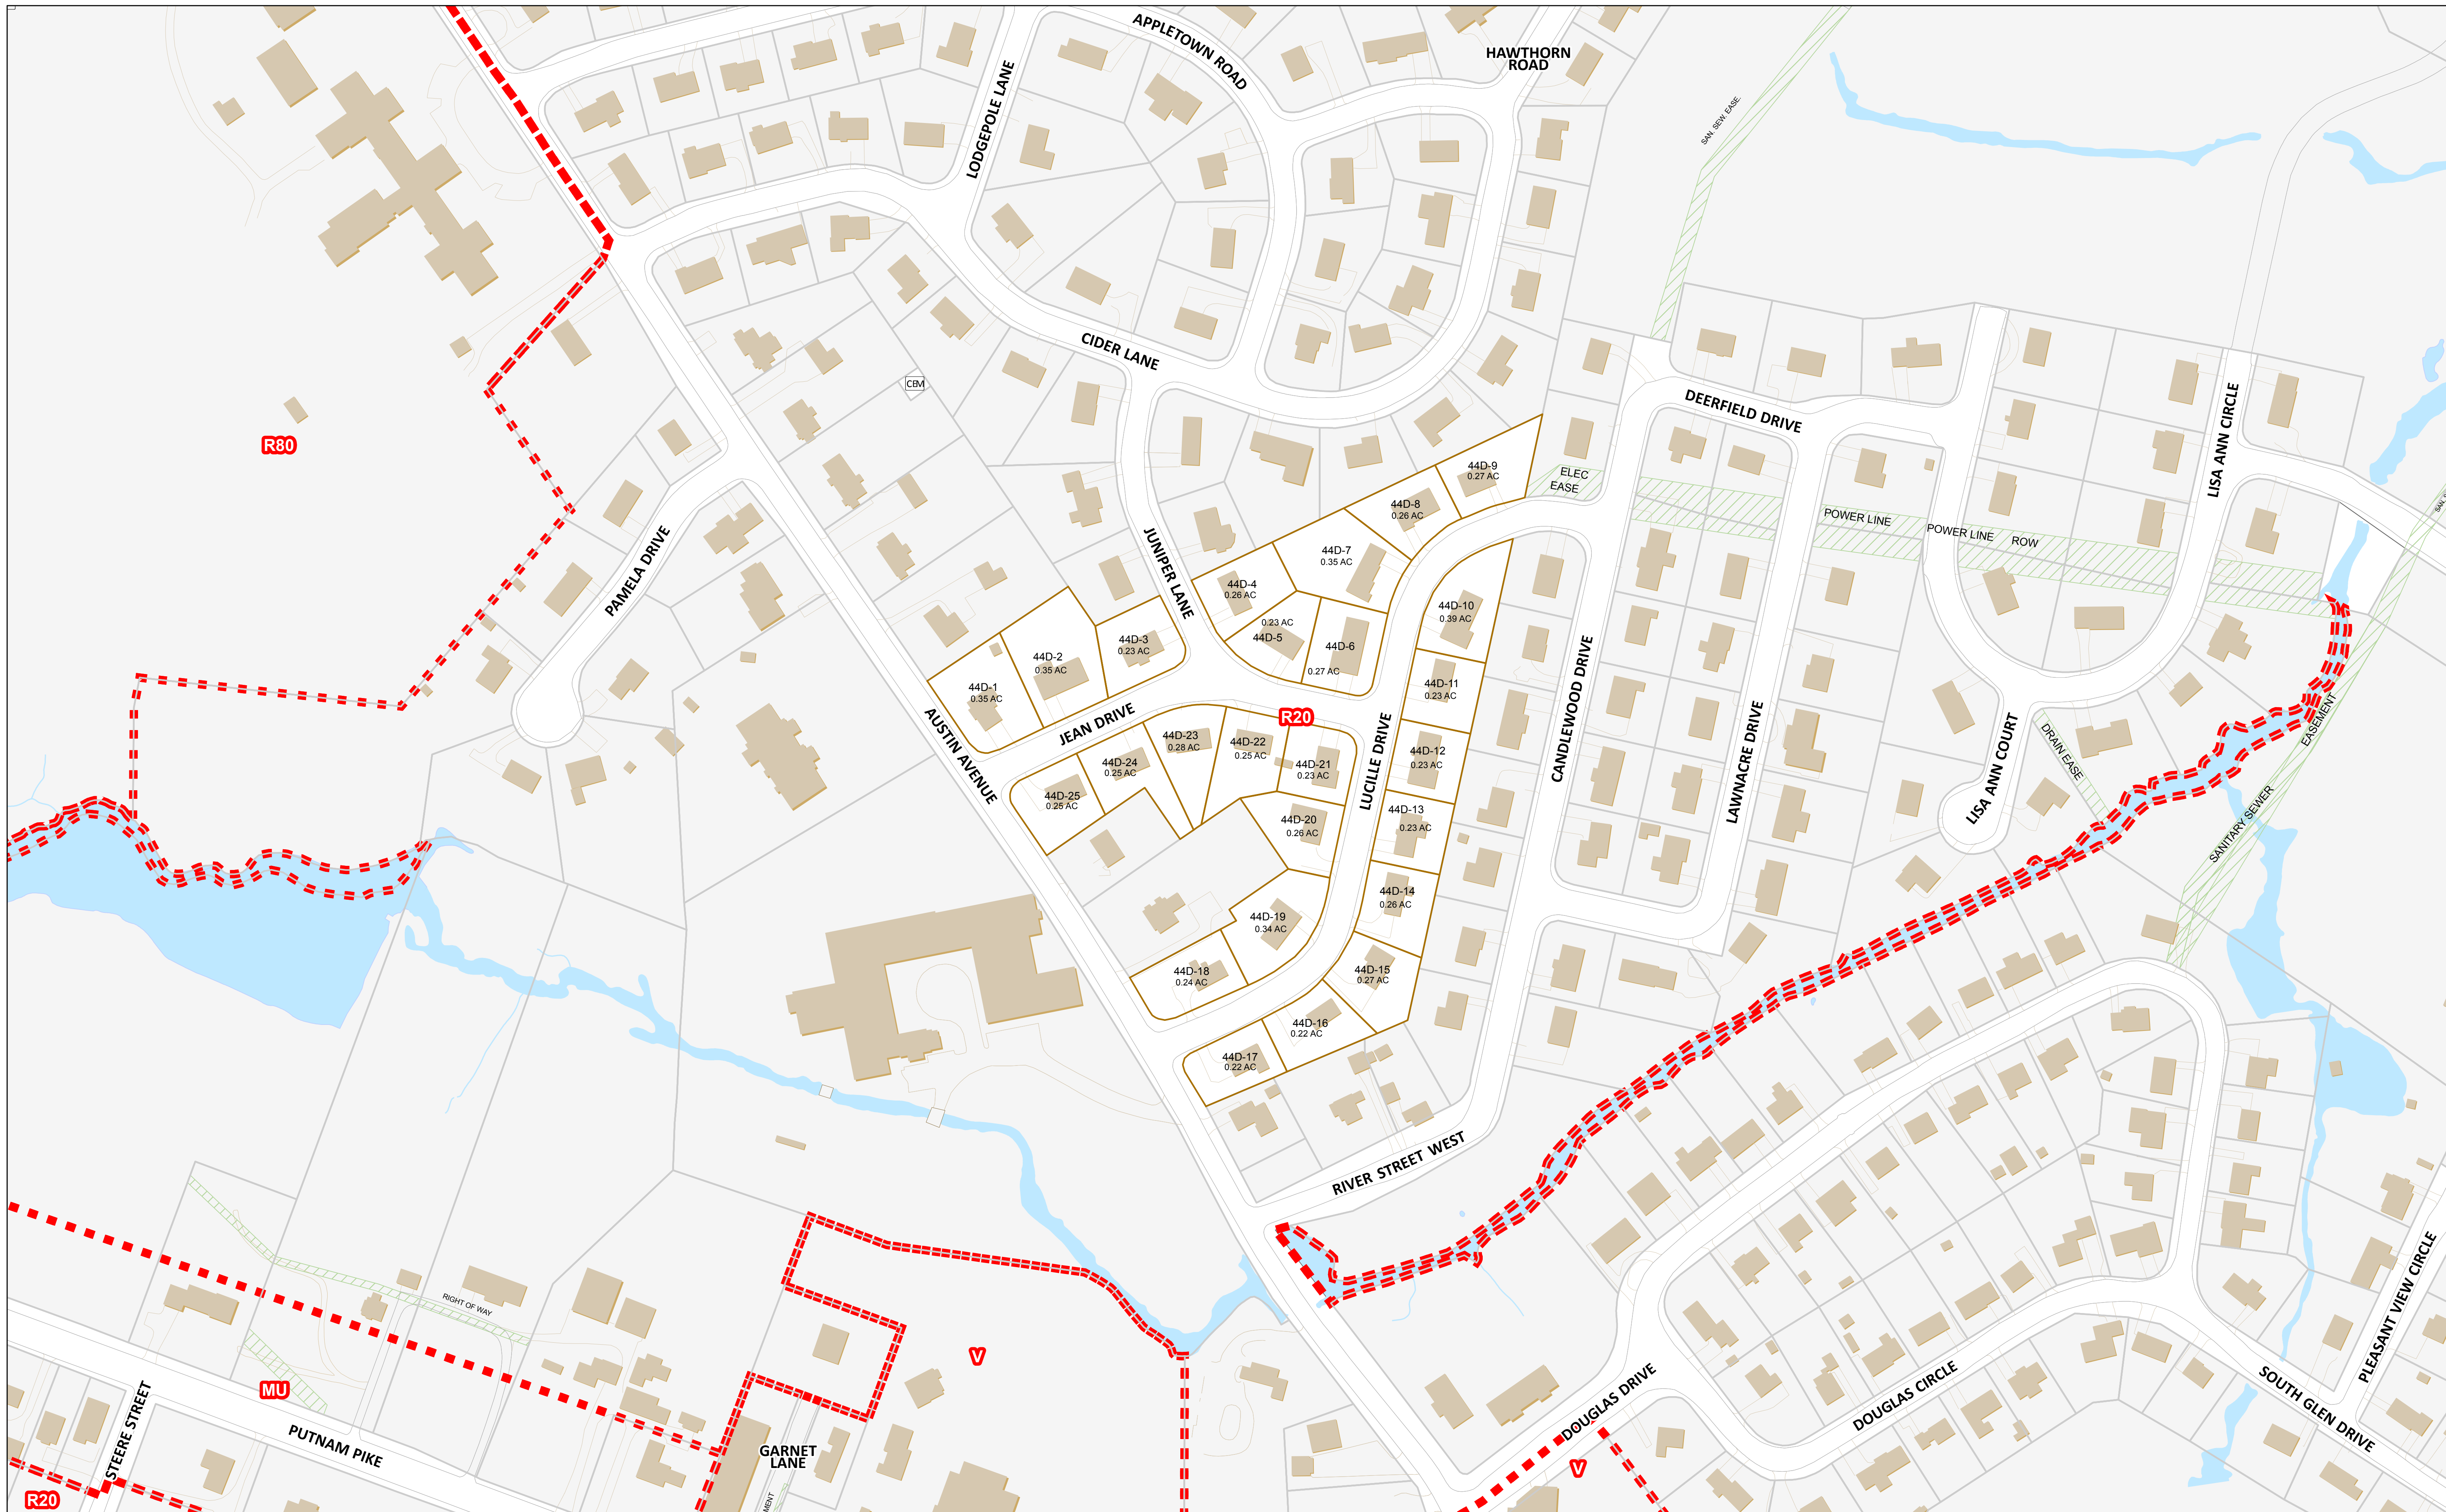 APPLETOWN ROAD
HAWTHORN
ROAD
LODGEPOLE LANE
SAN. SEW. EASE.
CIDER LANE
CEM
DEERFIELD DRIVE
LISA ANN CIRCLE
R80
44D-9
0.27 AC
ELEC
EASE
44D-8
0.26 AC
POWER LINE
POWER LINE
ROW
PAMELA DRIVE
JUNIPER LANE
44D-7
0.35 AC
44D-4
0.26 AC
44D-10
0.39 AC
0.23 AC
44D-5
44D-6
0.27 AC
44D-3
0.23 AC
44D-2
0.35 AC
44D-1
0.35 AC
44D-11
0.23 AC
CANDLEWOOD DRIVE
LAWNACRE DRIVE
LISA ANN COURT
DRAIN EASE
EASEMENT
SANITARY SEWER
AUSTIN AVENUE
JEAN DRIVE
R20
LUCILLE DRIVE
44D-23
0.28 AC
44D-22
0.25 AC
44D-12
0.23 AC
44D-24
0.25 AC
44D-21
0.23 AC
44D-25
0.25 AC
44D-13
0.23 AC
44D-20
0.26 AC
44D-14
0.26 AC
44D-19
0.34 AC
44D-18
0.24 AC
44D-15
0.27 AC
44D-16
0.22 AC
44D-17
0.22 AC
RIVER STREET WEST
RIGHT OF WAY
V
MU
PUTNAM PIKE
STEERE STREET
GARNET
LANE
R20
DOUGLAS DRIVE
V
DOUGLAS CIRCLE
SOUTH GLEN DRIVE
PLEASANT VIEW CIRCLE